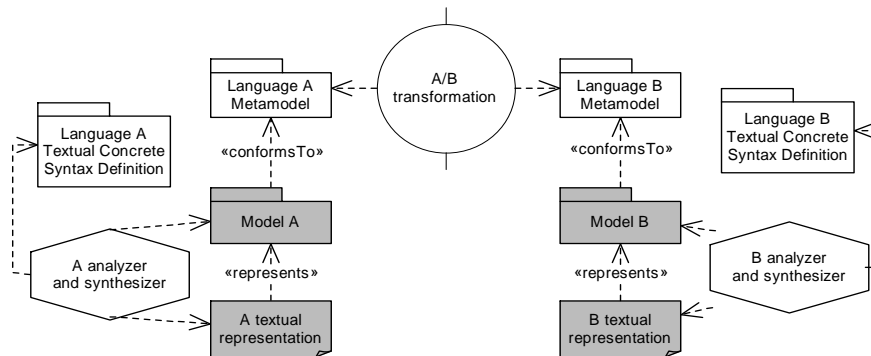 A/B
transformation
Language A
Metamodel
Language B
Metamodel
Language A
Textual Concrete
Syntax Definition
Language B
Textual Concrete
Syntax Definition
«conformsTo»
«conformsTo»
Model A
Model B
A analyzer
and synthesizer
B analyzer
and synthesizer
«represents»
«represents»
A textual
representation
B textual
representation